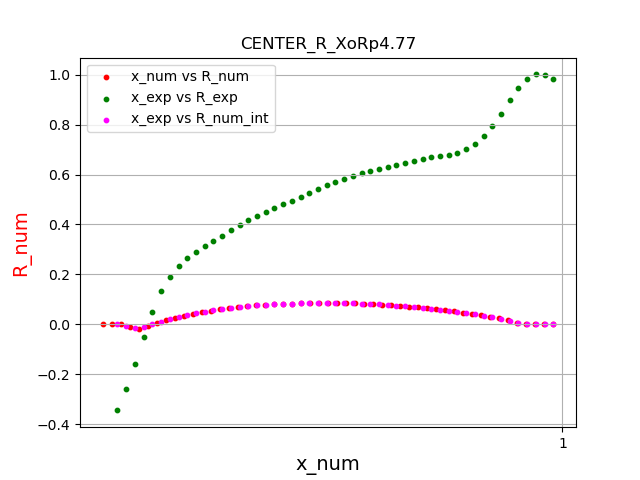 CENTER_R_XoRp4.77
x_num vs R_num
x_exp vs R_exp
x_exp vs R_num_int
1.0
0.8
0.6
0.4
0.2
0.0
−0.2
−0.4
R_num
1
x_num